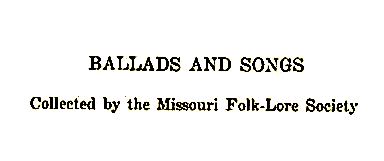 BALLADS AND SONGS
Collected by the Missouri Folk-Lore Society